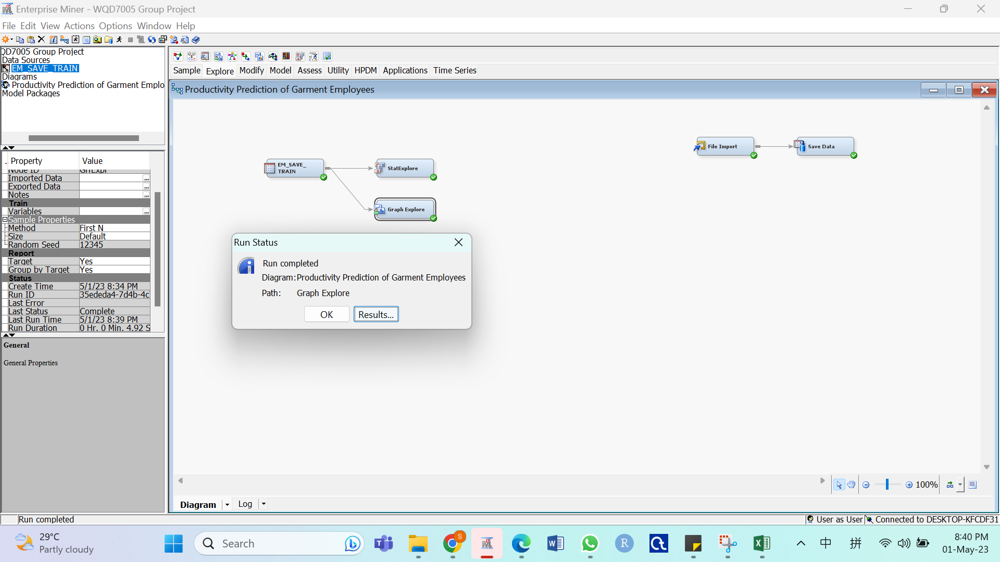 Enterprise Miner - WQD7005 Group Project
File Edit View Actions Options Window Help
QD7005 Group Project
Data Sources
EM_SAVE_TRAIN
Diagrams
Productivity Prediction of Garment Emplo
Model Packages
Sample Explore Modify Model Assess Utility HPDM Applications Time Series
Productivity Prediction of Garment Employees
. Property Value
Node ID GrfExpl
Imported Data ...
Exported Data ...
Notes ...
Train
Variables ...
Sample Properties
Method First N
Size Default
Random Seed 12345
Report
Target Yes
Group by Target Yes
Status
Create Time 5/1/23 8:34 PM
Run ID 35ededa4-7d4b-4c
Last Error
Last Status Complete
Last Run Time 5/1/23 8:39 PM
Run Duration 0 Hr. 0 Min. 4.92 S
General
General Properties
EM_SAVE_
TRAIN
StatExplore
Graph Explore
File Import
Save Data
Run Status
Run completed
Diagram: Productivity Prediction of Garment Employees
Path: Graph Explore
OK Results...
100%
Diagram Log
Run completed
User as User Connected to DESKTOP-KFCDF31
29°C
Partly cloudy
Search
S
中 拼
8:40 PM
01-May-23